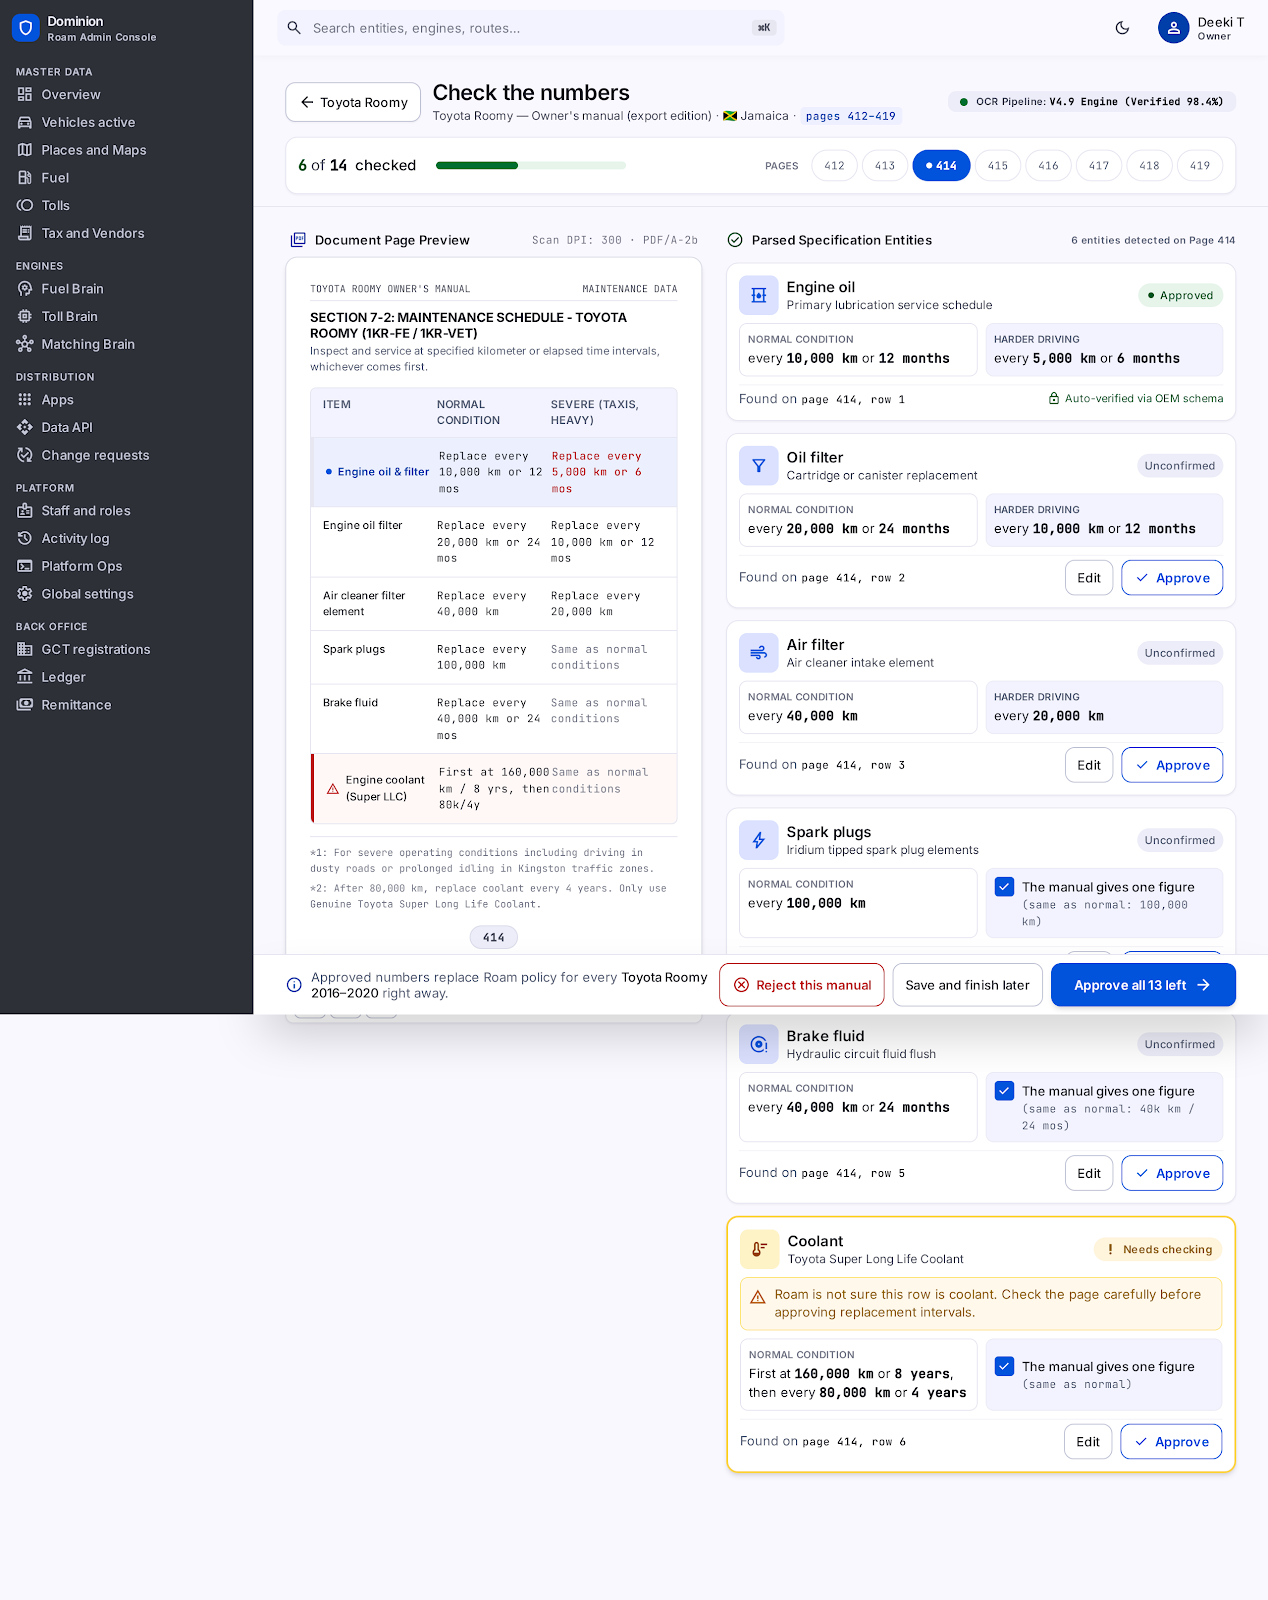 Dominion
Roam Admin Console
MASTER DATA
Overview
Vehicles active
Places and Maps
Fuel
Tolls
Tax and Vendors
ENGINES
Fuel Brain
Toll Brain
Matching Brain
DISTRIBUTION
Apps
Data API
Change requests
PLATFORM
Staff and roles
Activity log
Platform Ops
Global settings
BACK OFFICE
GCT registrations
Ledger
Remittance
Search entities, engines, routes...
⌘K
Deeki T
Owner
Toyota Roomy
Check the numbers
Toyota Roomy — Owner's manual (export edition) · 🇯🇲 Jamaica · pages 412–419
OCR Pipeline: V4.9 Engine (Verified 98.4%)
6 of 14 checked
PAGES 412 413 414 415 416 417 418 419
PDF
Document Page Preview
Scan DPI: 300 · PDF/A-2b
TOYOTA ROOMY OWNER'S MANUAL
MAINTENANCE DATA
SECTION 7-2: MAINTENANCE SCHEDULE - TOYOTA
ROOMY (1KR-FE / 1KR-VET)
Inspect and service at specified kilometer or elapsed time intervals,
whichever comes first.
ITEM
NORMAL
CONDITION
SEVERE (TAXIS,
HEAVY)
Engine oil & filter
Replace every
10,000 km or 12
mos
Replace every
5,000 km or 6
mos
Engine oil filter
Replace every
20,000 km or 24
mos
Replace every
10,000 km or 12
mos
Air cleaner filter
element
Replace every
40,000 km
Replace every
20,000 km
Spark plugs
Replace every
100,000 km
Same as normal
conditions
Brake fluid
Replace every
40,000 km or 24
mos
Same as normal
conditions
Engine coolant
(Super LLC)
First at 160,000
km / 8 yrs, then
80k/4y
Same as normal
conditions
*1: For severe operating conditions including driving in
dusty roads or prolonged idling in Kingston traffic zones.
*2: After 80,000 km, replace coolant every 4 years. Only use
Genuine Toyota Super Long Life Coolant.
414
Parsed Specification Entities
6 entities detected on Page 414
Engine oil
Primary lubrication service schedule
Approved
NORMAL CONDITION
every 10,000 km or 12 months
HARDER DRIVING
every 5,000 km or 6 months
Found on page 414, row 1
Auto-verified via OEM schema
Oil filter
Cartridge or canister replacement
Unconfirmed
NORMAL CONDITION
every 20,000 km or 24 months
HARDER DRIVING
every 10,000 km or 12 months
Found on page 414, row 2
Edit
Approve
Air filter
Air cleaner intake element
Unconfirmed
NORMAL CONDITION
every 40,000 km
HARDER DRIVING
every 20,000 km
Found on page 414, row 3
Edit
Approve
Spark plugs
Iridium tipped spark plug elements
Unconfirmed
NORMAL CONDITION
every 100,000 km
The manual gives one figure
(same as normal: 100,000
km)
Approved numbers replace Roam policy for every Toyota Roomy
2016–2020 right away.
Reject this manual
Save and finish later
Approve all 13 left
Brake fluid
Hydraulic circuit fluid flush
Unconfirmed
NORMAL CONDITION
every 40,000 km or 24 months
The manual gives one figure
(same as normal: 40k km /
24 mos)
Found on page 414, row 5
Edit
Approve
Coolant
Toyota Super Long Life Coolant
! Needs checking
Roam is not sure this row is coolant. Check the page carefully before
approving replacement intervals.
NORMAL CONDITION
First at 160,000 km or 8 years,
then every 80,000 km or 4 years
The manual gives one figure
(same as normal)
Found on page 414, row 6
Edit
Approve